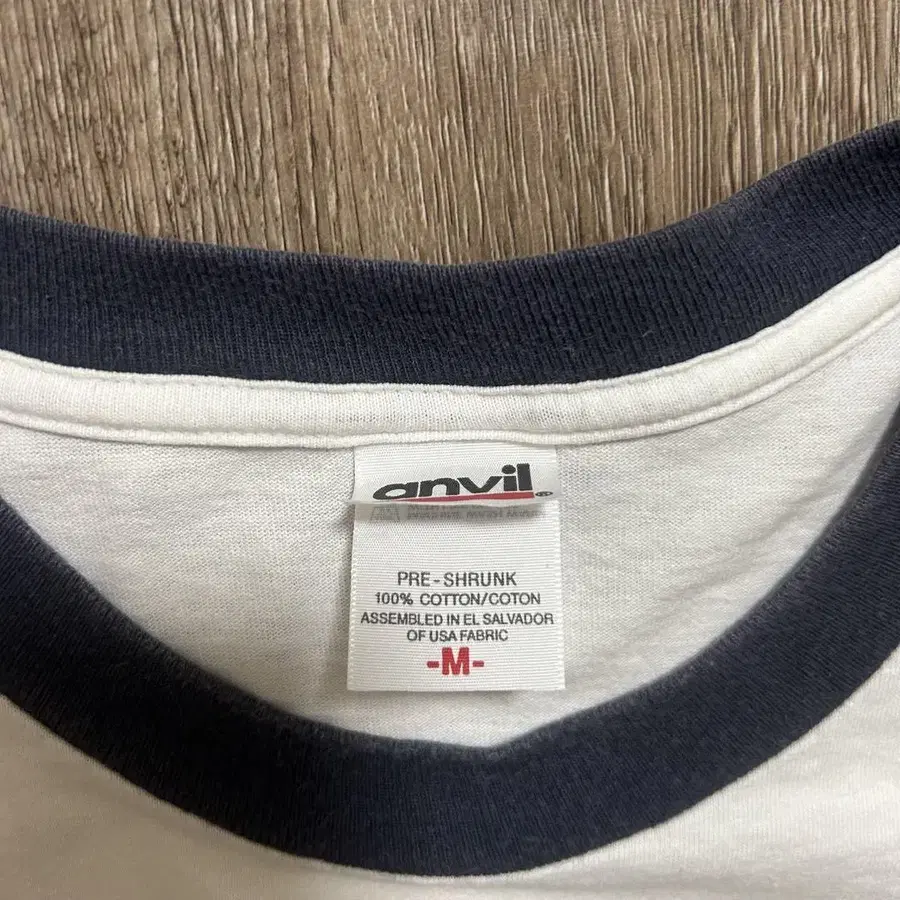 anvil®
PRE-SHRUNK
100% COTTON/COTON
ASSEMBLED IN EL SALVADOR
OF USA FABRIC
-M-